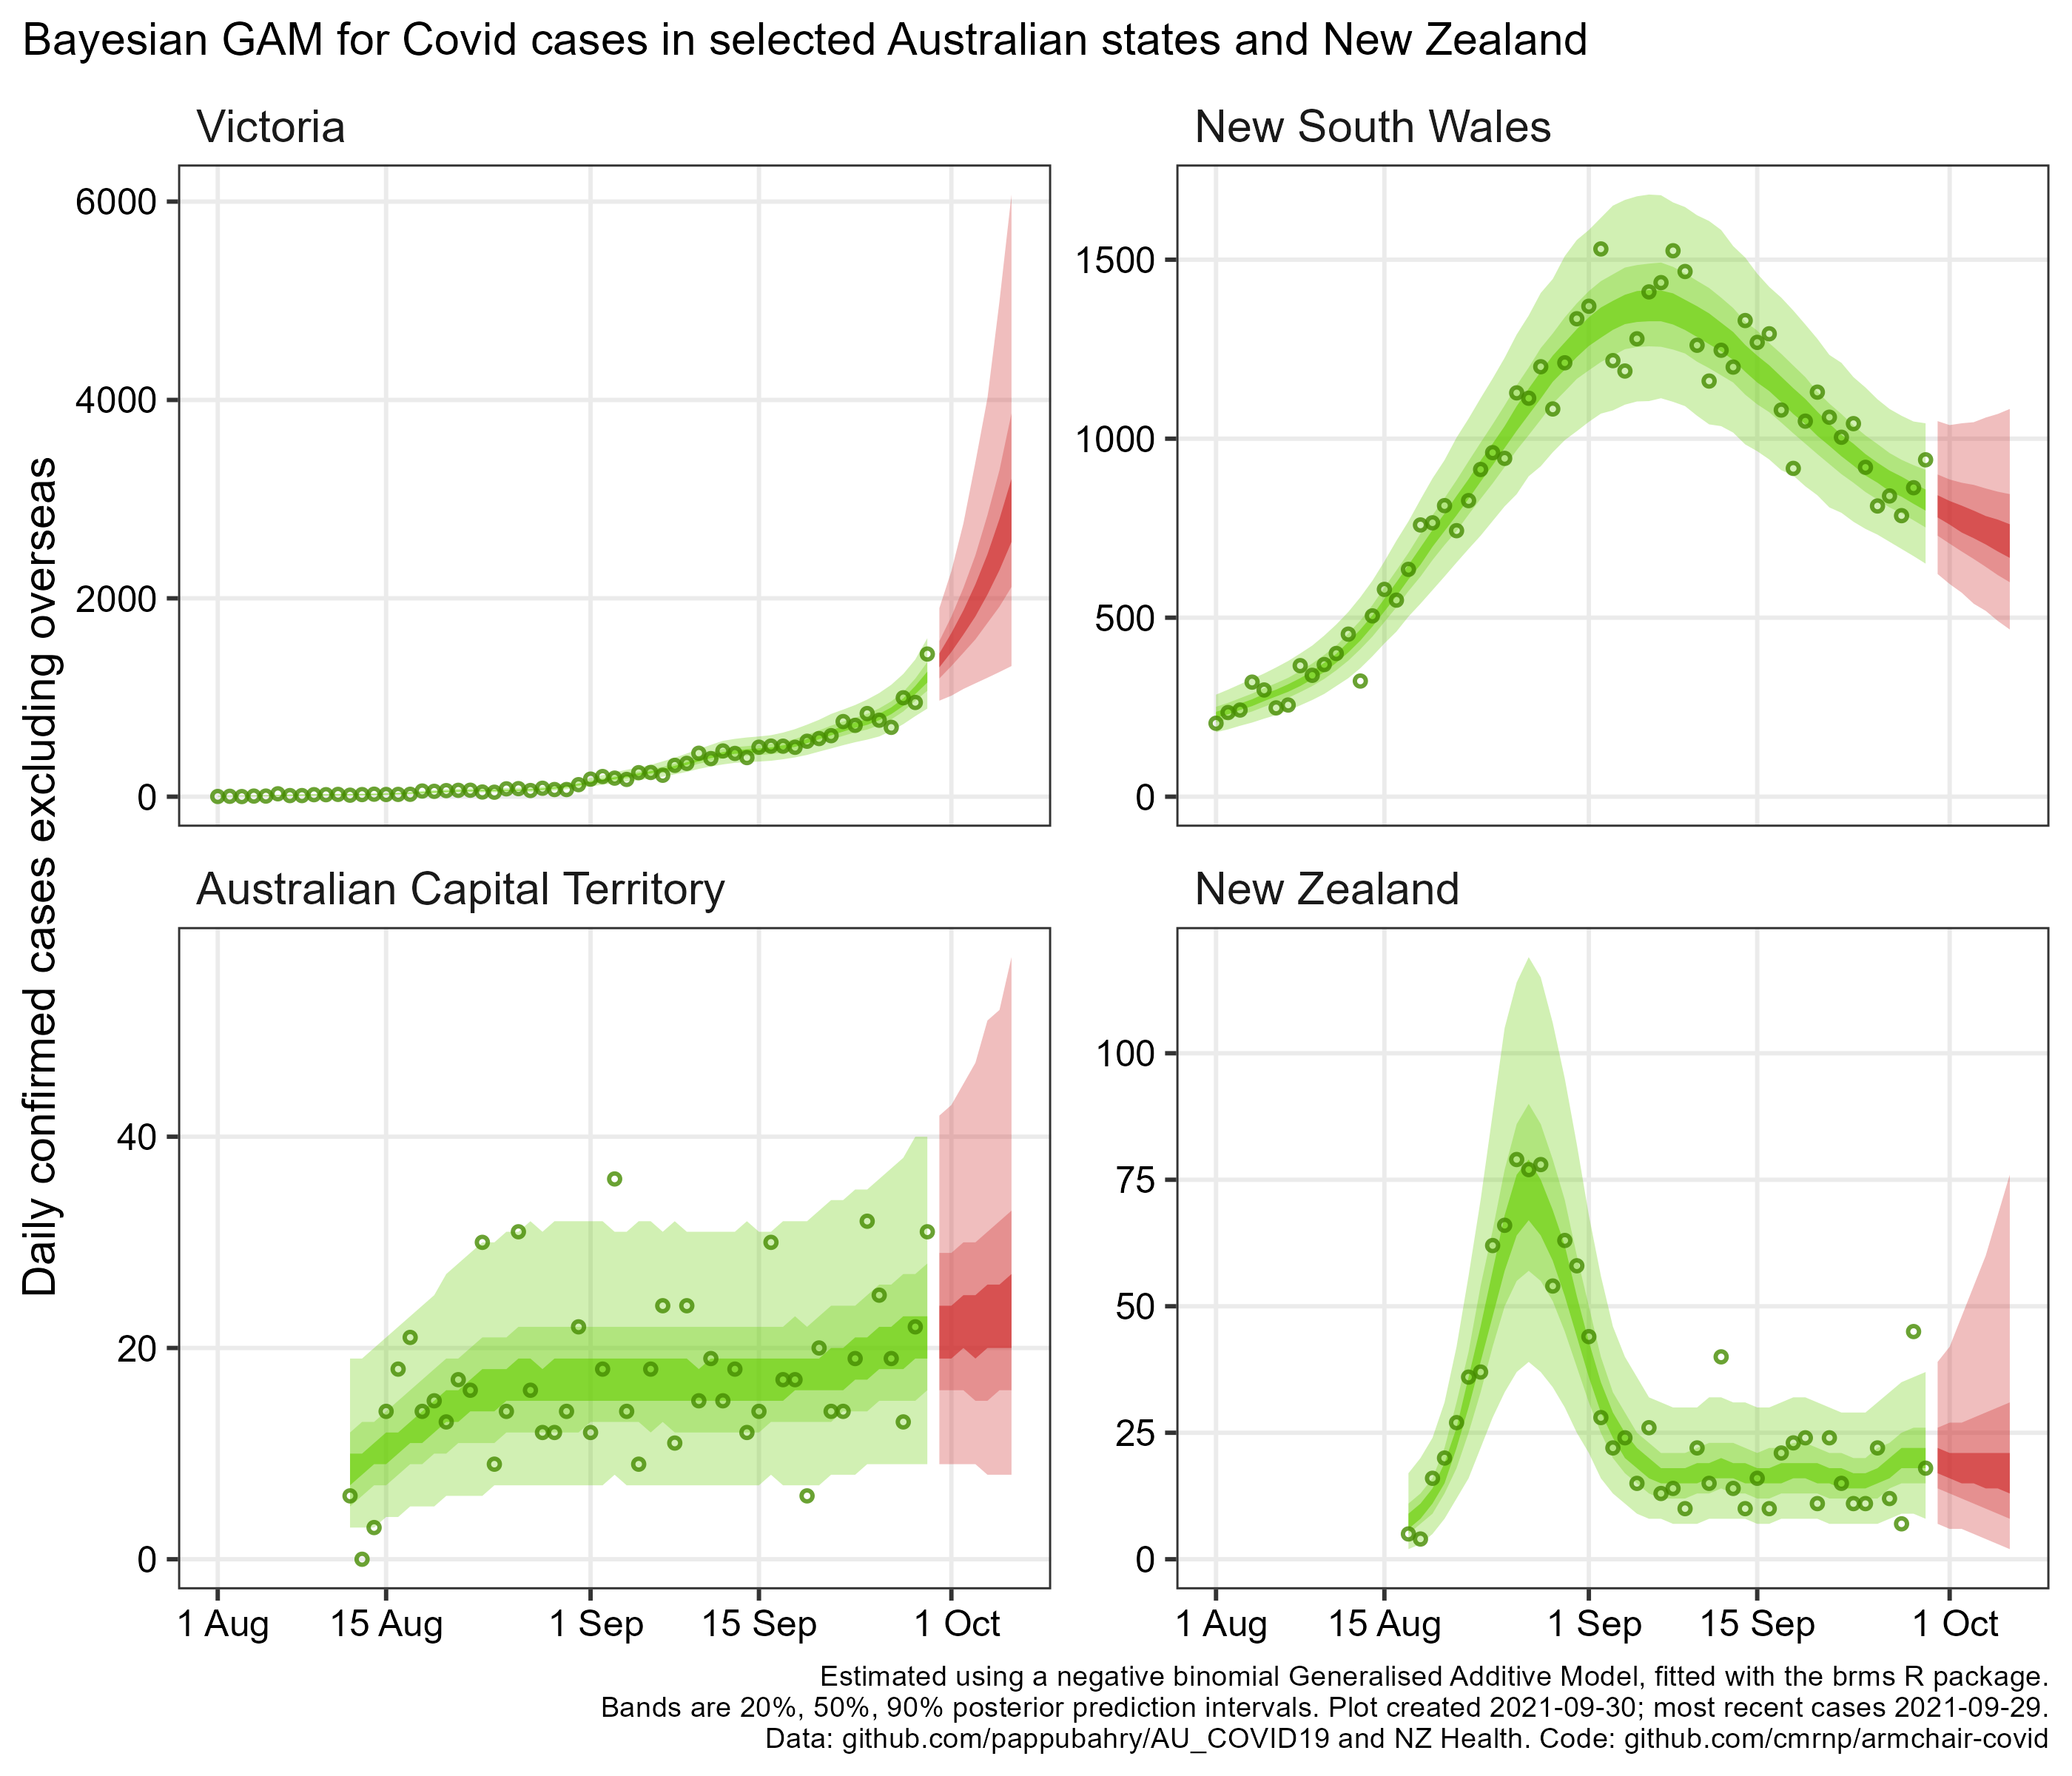 Bayesian GAM for Covid cases in selected Australian states and New Zealand
Daily confirmed cases excluding overseas
Victoria
6000
4000
2000
0
New South Wales
1500
1000
500
0
Australian Capital Territory
40
20
0
1 Aug 15 Aug 1 Sep 15 Sep 1 Oct
New Zealand
100
75
50
25
0
1 Aug 15 Aug 1 Sep 15 Sep 1 Oct
Estimated using a negative binomial Generalised Additive Model, fitted with the brms R package.
Bands are 20%, 50%, 90% posterior prediction intervals. Plot created 2021-09-30; most recent cases 2021-09-29.
Data: github.com/pappubahry/AU_COVID19 and NZ Health. Code: github.com/cmrnp/armchair-covid